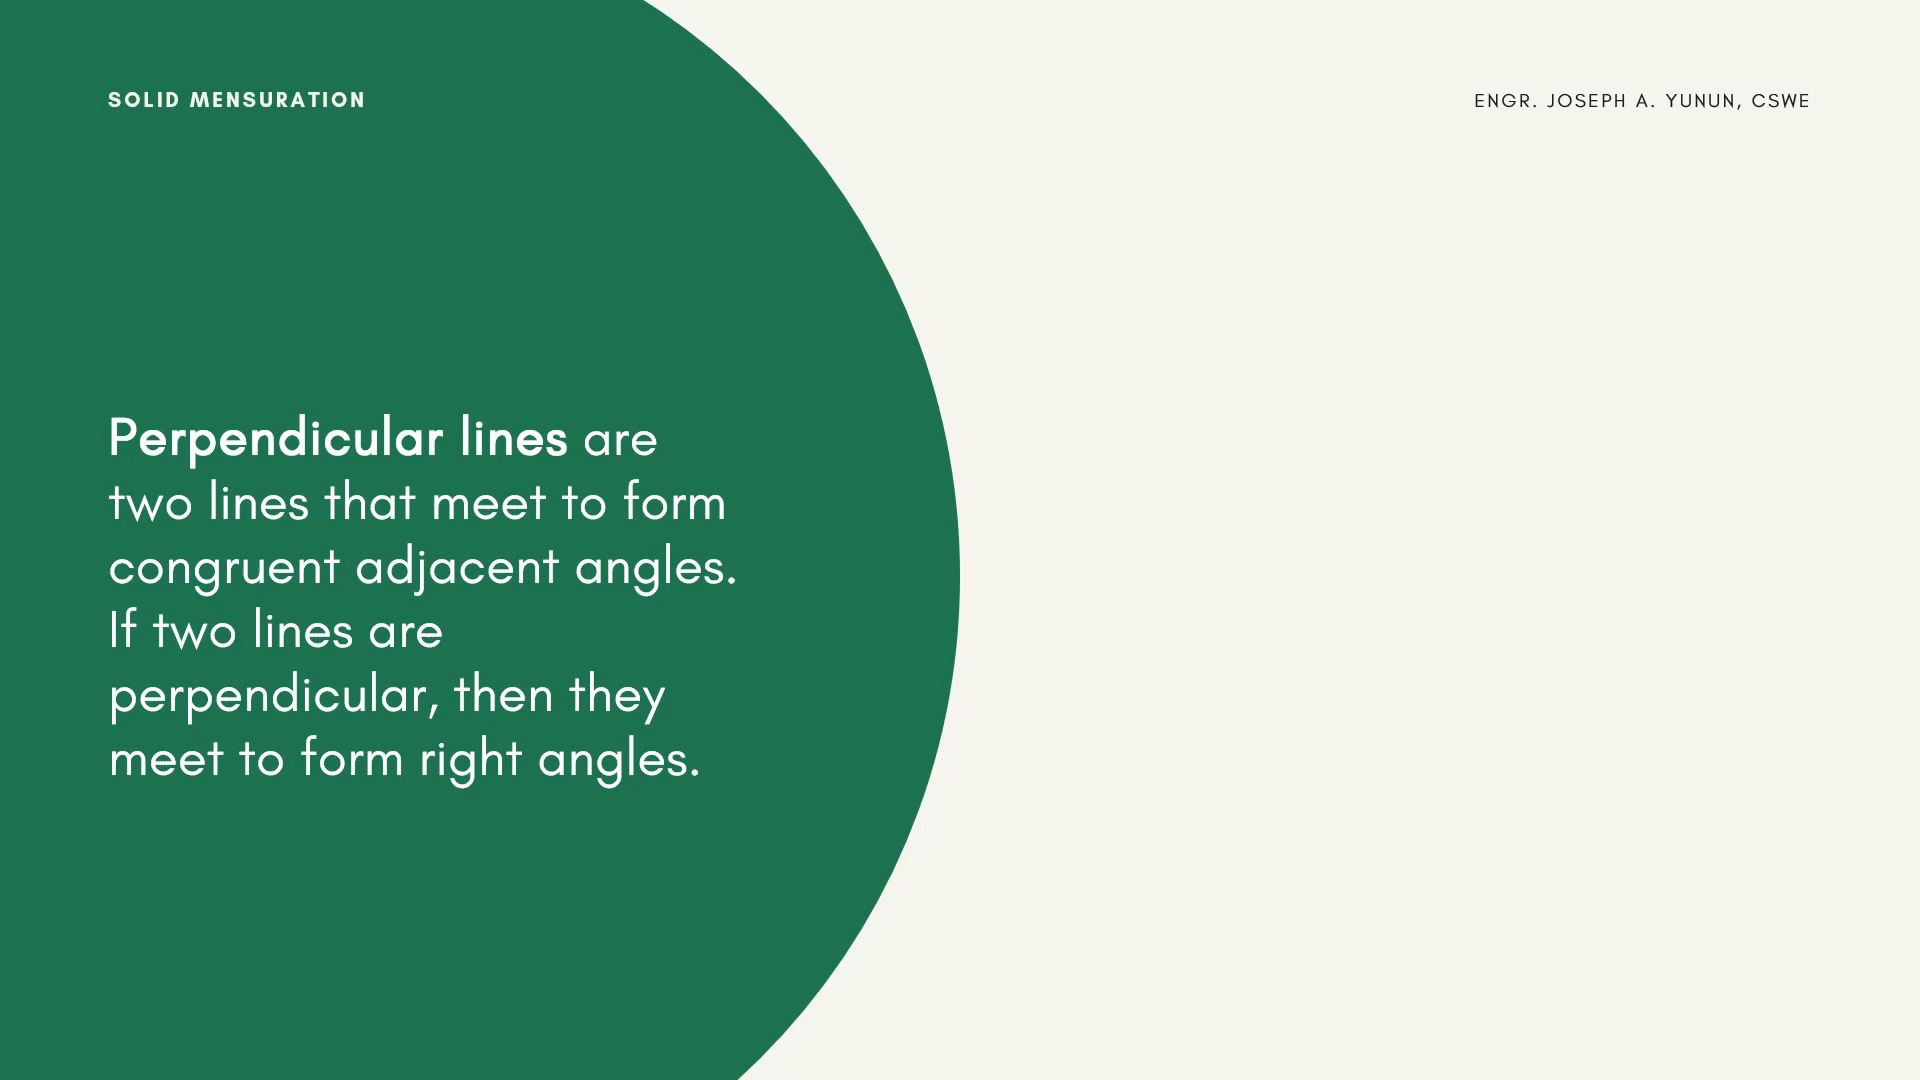 SOLID MENSURATION
ENGR. JOSEPH A. YUNUN, CSWE
Perpendicular lines are
two lines that meet to form
congruent adjacent angles.
If two lines are
perpendicular, then they
meet to form right angles.